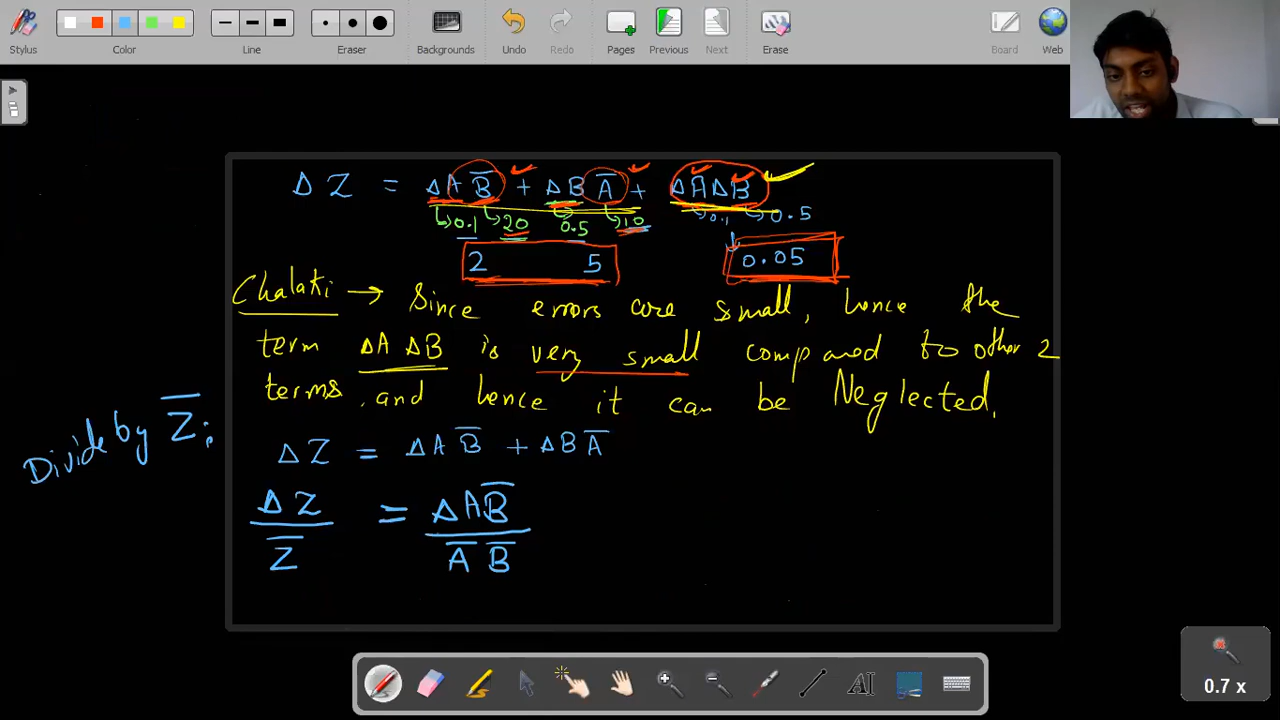 Stylus
Color
Line
Eraser
Backgrounds
Undo
Redo
Pages
Previous
Next
Erase
Board
Web
ΔZ = ΔA B̅ + ΔB A̅ + ΔAΔB
0.1 20 0.5 10 0.1 0.5
2 5 0.05
Chalaki → Since errors are small, hence the
term ΔA ΔB is very small compared to other 2
terms, and hence it can be Neglected.
Divide by Z̅:
ΔZ = ΔA B̅ + ΔB A̅
ΔZ = ΔAB̅
Z̅ A̅ B̅
AI
0.7 x